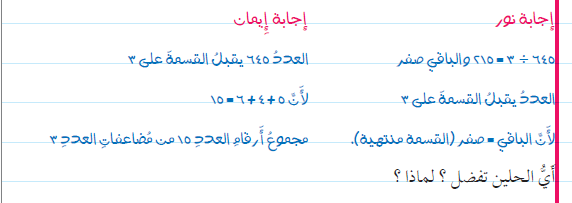 إجابة نور
إجابة إيمان
٦٤٥ ÷ ٣ = ٢١٥ والباقي صفر
العددُ ٦٤٥ يقبلُ القسمةَ على ٣
العددُ يقبلُ القسمةَ على ٣
لأنَّ ٥ + ٤ + ٦ = ١٥
لأنَّ الباقيَ = صفر (القسمة منتهية).
مجموعُ أرقامِ العددِ ١٥ من مُضاعفاتِ العددِ ٣
أيُّ الحلين تفضل ؟ لماذا ؟